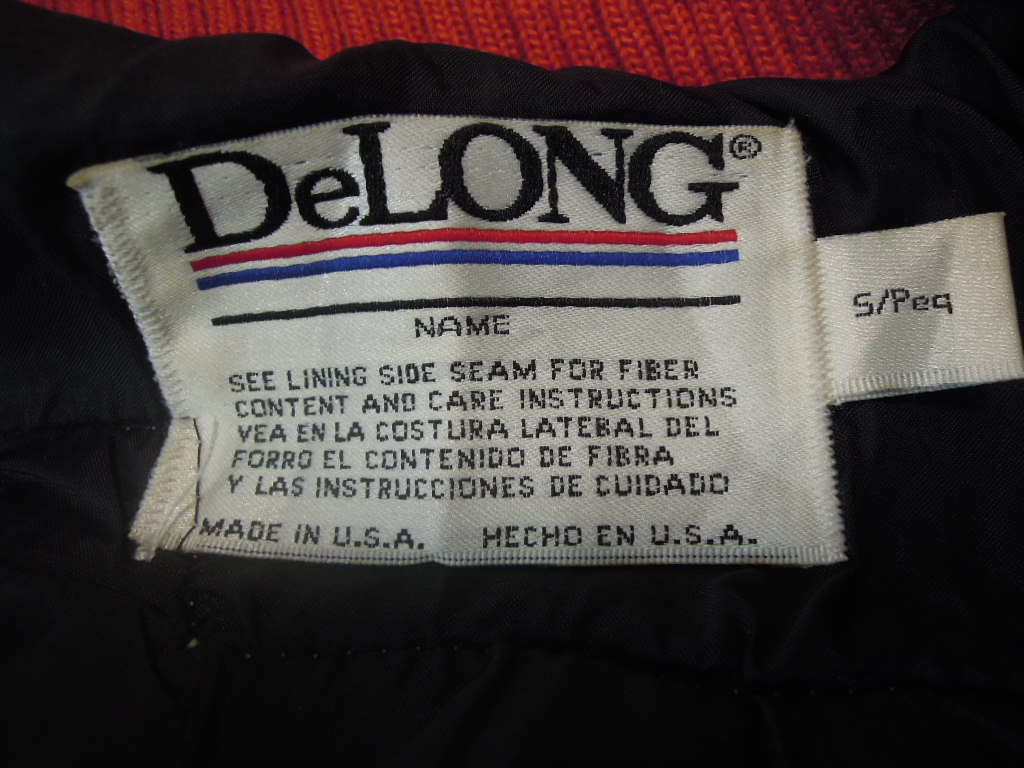 DeLONG®
NAME
S/Peq
SEE LINING SIDE SEAM FOR FIBER
CONTENT AND CARE INSTRUCTIONS
VEA EN LA COSTURA LATEBAL DEL
FORRO EL CONTENIDO DE FIBRA
Y LAS INSTRUCCIONES DE CUIDADO
MADE IN U.S.A. HECHO EN U.S.A.